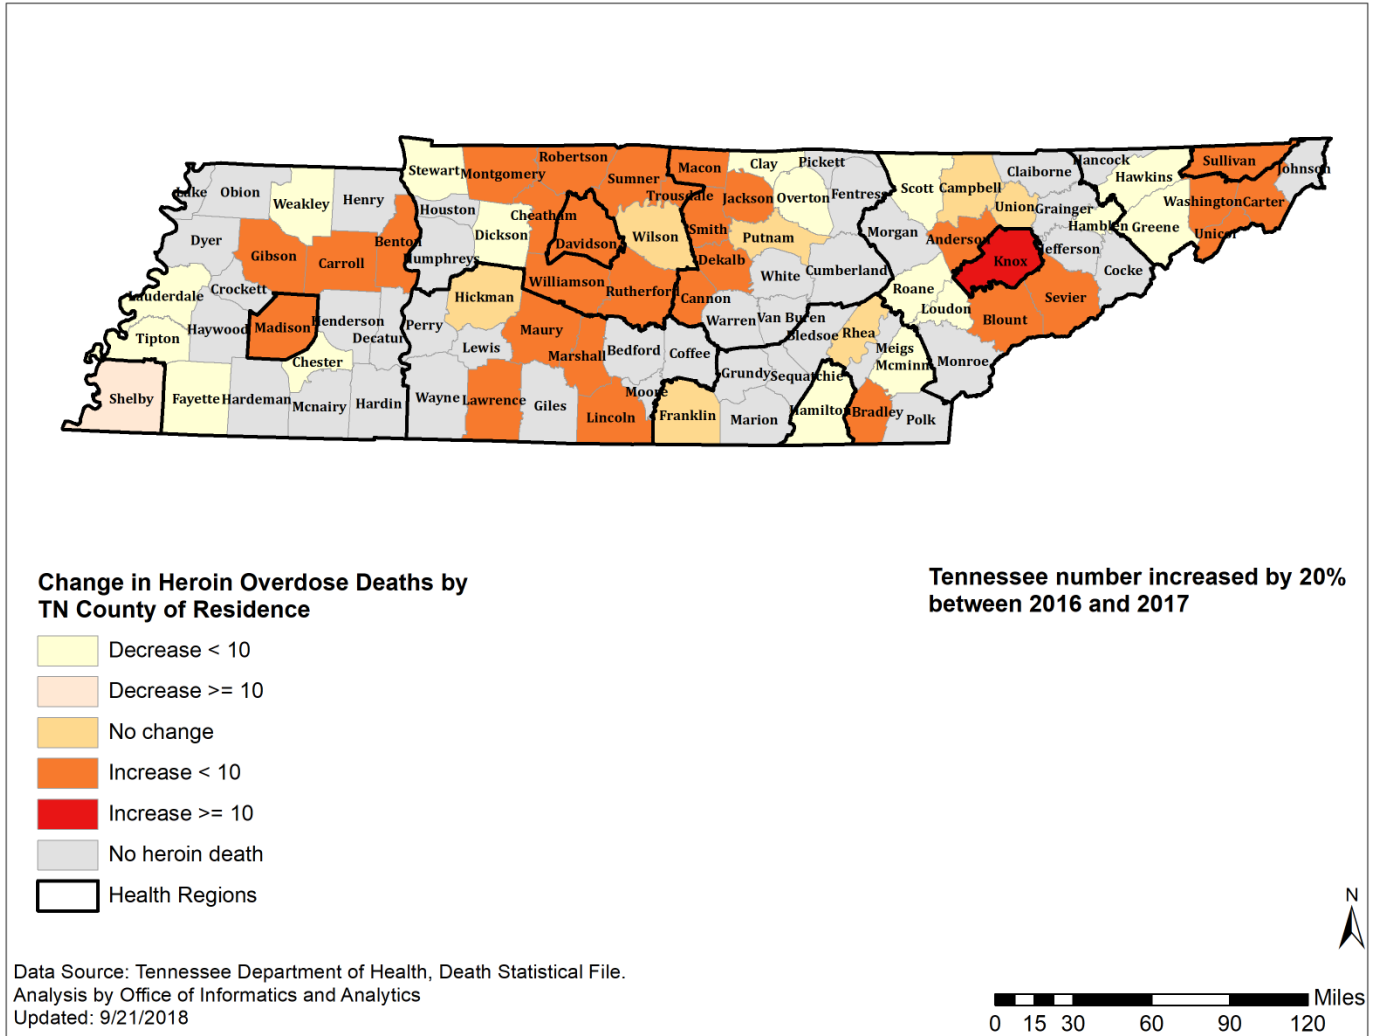 Stewart
Montgomery
Robertson
Sumner
Macon
Clay
Pickett
Scott
Campbell
Claiborne
Hancock
Hawkins
Sullivan
Johnson
Lake
Obion
Weakley
Henry
Houston
Dickson
Cheatham
Trousdale
Jackson
Overton
Fentress
Union
Grainger
Hamblen
Greene
Washington
Carter
Unicoi
Dyer
Gibson
Carroll
Benton
Humphreys
Davidson
Wilson
Smith
Putnam
Morgan
Anderson
Knox
Jefferson
Cocke
Dekalb
White
Cumberland
Lauderdale
Crockett
Hickman
Williamson
Rutherford
Cannon
Roane
Loudon
Sevier
Blount
Tipton
Haywood
Madison
Henderson
Decatur
Perry
Lewis
Maury
Marshall
Bedford
Coffee
Warren
Van Buren
Bledsoe
Rhea
Meigs
Mcminn
Monroe
Chester
Grundy
Sequatchie
Shelby
Fayette
Hardeman
Mcnairy
Hardin
Wayne
Lawrence
Giles
Lincoln
Moore
Franklin
Marion
Hamilton
Bradley
Polk
Change in Heroin Overdose Deaths by
TN County of Residence
Decrease < 10
Decrease >= 10
No change
Increase < 10
Increase >= 10
No heroin death
Health Regions
Tennessee number increased by 20%
between 2016 and 2017
N
Data Source: Tennessee Department of Health, Death Statistical File.
Analysis by Office of Informatics and Analytics
Updated: 9/21/2018
Miles
0 15 30 60 90 120